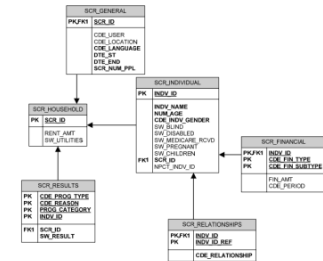 SCR_GENERAL
PK,FK1 SCR_ID
CDE_USER
CDE_LOCATION
CDE_LANGUAGE
DTE_ST
DTE_END
SCR_NUM_PPL
SCR_HOUSEHOLD
PK SCR_ID
RENT_AMT
SW_UTILITIES
SCR_INDIVIDUAL
PK INDV_ID
INDV_NAME
NUM_AGE
CDE_INDV_GENDER
SW_BLIND
SW_DISABLED
SW_MEDICARE_RCVD
SW_PREGNANT
SW_CHILDREN
FK1 SCR_ID
NPCT_INDV_ID
SCR_FINANCIAL
PK,FK1 INDV_ID
PK CDE_FIN_TYPE
PK CDE_FIN_SUBTYPE
FIN_AMT
CDE_PERIOD
SCR_RESULTS
PK CDE_PROG_TYPE
PK CDE_REASON
PK PROG_CATEGORY
PK INDV_ID
FK1 SCR_ID
SW_RESULT
SCR_RELATIONSHIPS
PK,FK1 INDV_ID
PK INDV_ID_REF
CDE_RELATIONSHIP